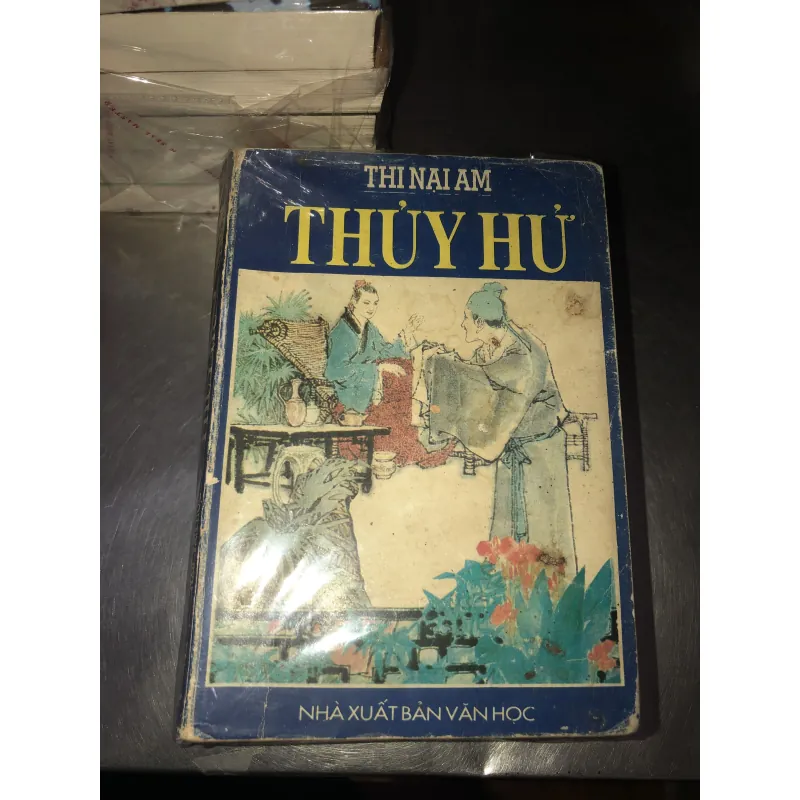 THI NẠI AM
THỦY HỬ
NHÀ XUẤT BẢN VĂN HỌC